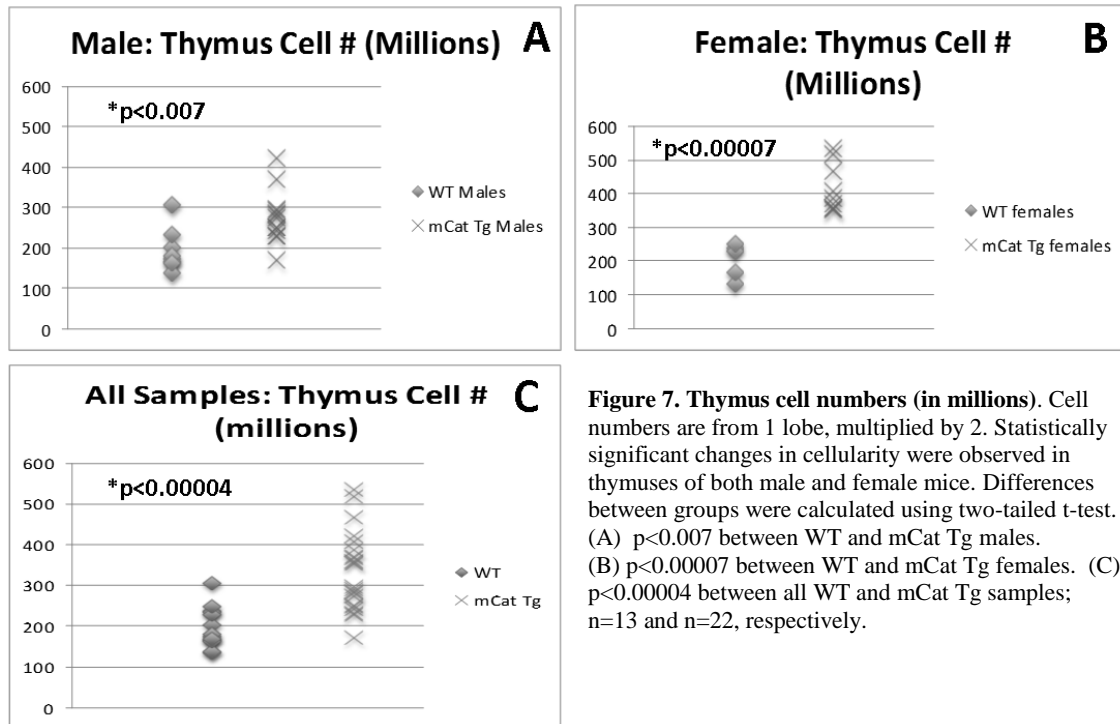 Male: Thymus Cell # (Millions)
A
*p<0.007
600
500
400
300
200
100
0
WT Males
mCat Tg Males
Female: Thymus Cell #
(Millions)
B
*p<0.00007
600
500
400
300
200
100
0
WT females
mCat Tg females
All Samples: Thymus Cell #
(millions)
C
*p<0.00004
600
500
400
300
200
100
0
WT
mCat Tg
Figure 7. Thymus cell numbers (in millions). Cell
numbers are from 1 lobe, multiplied by 2. Statistically
significant changes in cellularity were observed in
thymuses of both male and female mice. Differences
between groups were calculated using two-tailed t-test.
(A) p<0.007 between WT and mCat Tg males.
(B) p<0.00007 between WT and mCat Tg females. (C)
p<0.00004 between all WT and mCat Tg samples;
n=13 and n=22, respectively.